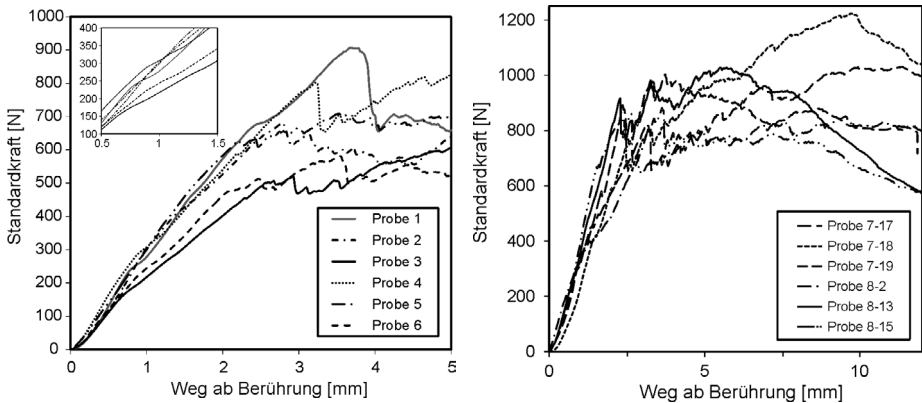 1000
900
800
700
600
500
400
300
200
100
0
Standardkraft [N]
400
350
300
250
200
150
100
0.5 1 1.5
Probe 1
Probe 2
Probe 3
Probe 4
Probe 5
Probe 6
0 1 2 3 4 5
Weg ab Berührung [mm]
1200
1000
800
600
400
200
0
Standardkraft [N]
Probe 7-17
Probe 7-18
Probe 7-19
Probe 8-2
Probe 8-13
Probe 8-15
0 2.5 5 10
Weg ab Berührung [mm]